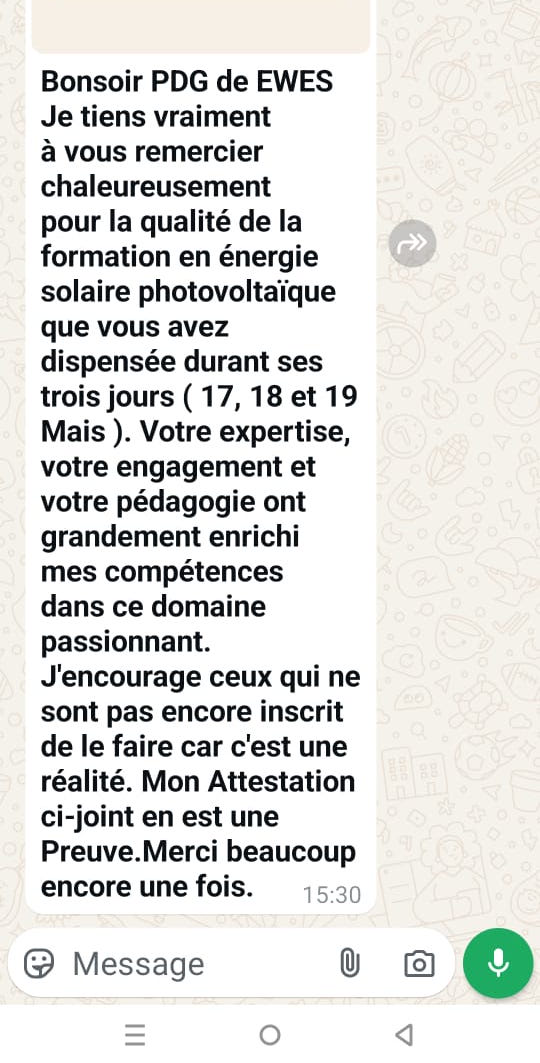 Bonsoir PDG de EWES
Je tiens vraiment
à vous remercier
chaleureusement
pour la qualité de la
formation en énergie
solaire photovoltaïque
que vous avez
dispensée durant ses
trois jours ( 17, 18 et 19
Mais ). Votre expertise,
votre engagement et
votre pédagogie ont
grandement enrichi
mes compétences
dans ce domaine
passionnant.
J'encourage ceux qui ne
sont pas encore inscrit
de le faire car c'est une
réalité. Mon Attestation
ci-joint en est une
Preuve.Merci beaucoup
encore une fois.
15:30
Message